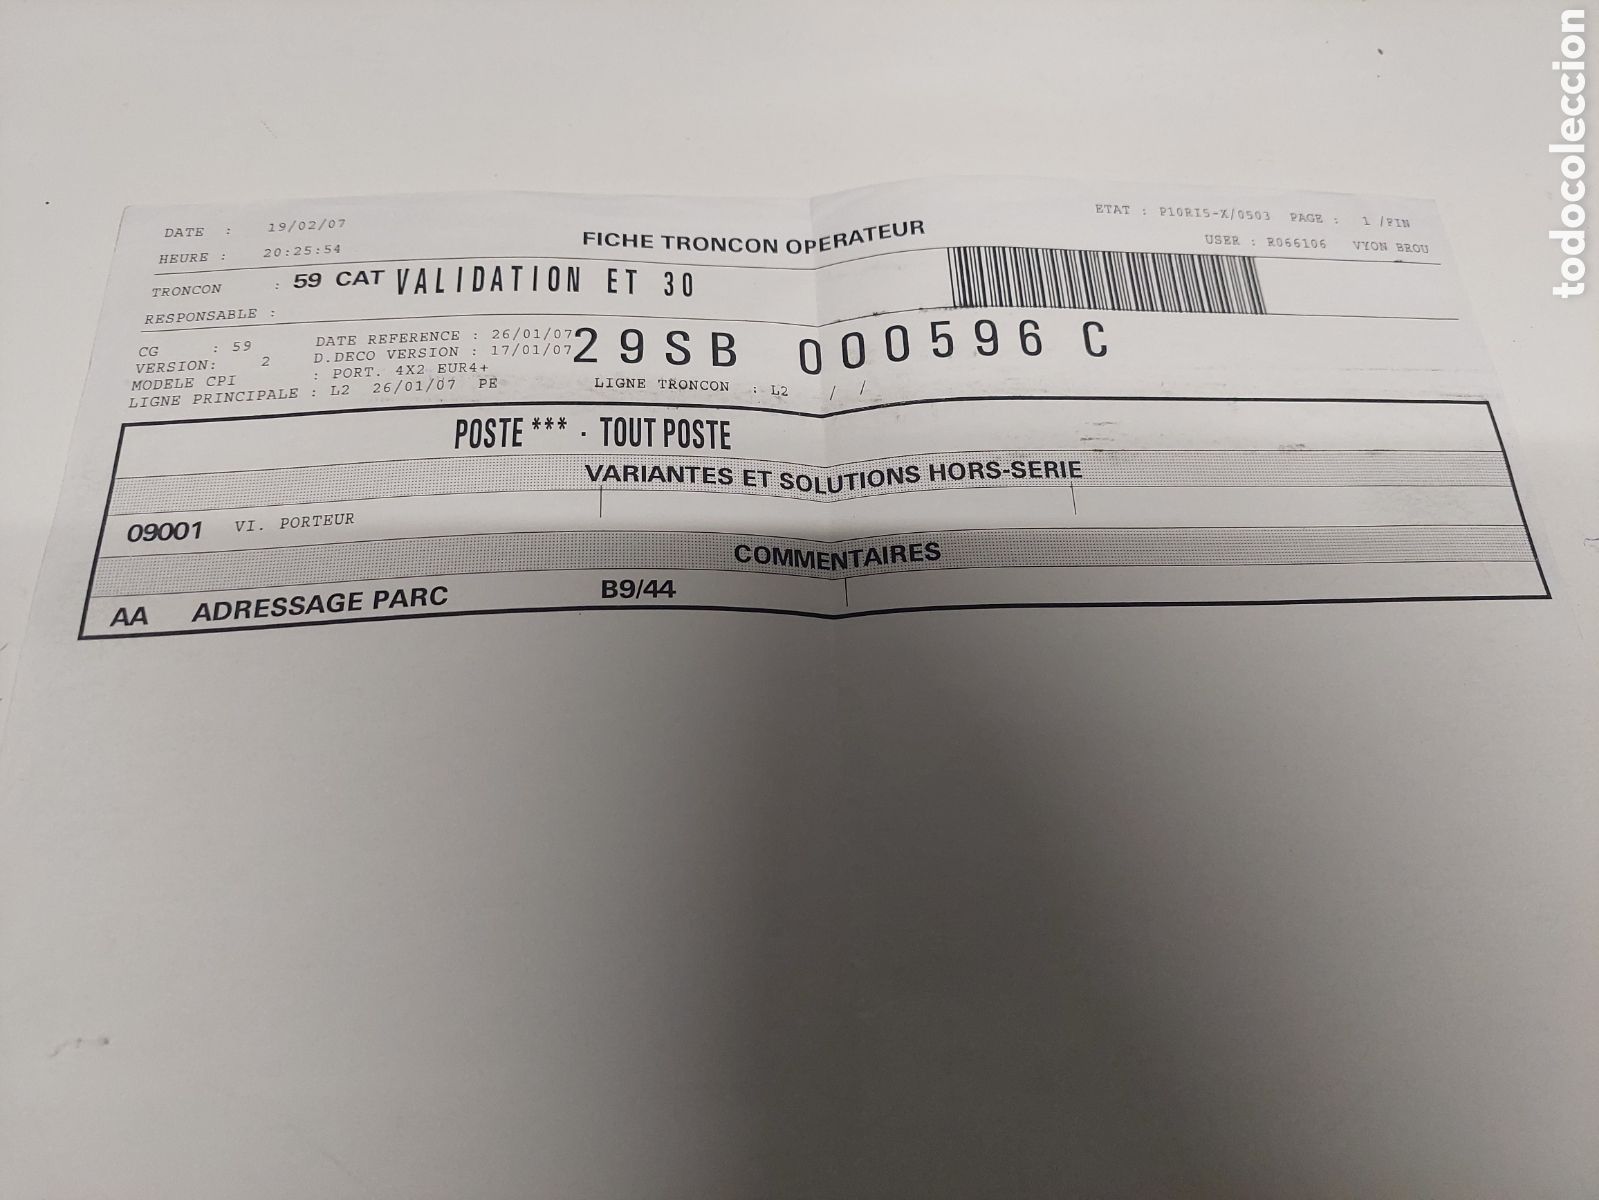 DATE : 19/02/07
HEURE : 20:25:54
FICHE TRONCON OPERATEUR
ETAT : P10RI5-X/0503 PAGE : 1 /FIN
USER : R066106 VYON BROU
TRONCON : 59 CAT VALIDATION ET 30
RESPONSABLE :
CG : 59 DATE REFERENCE : 26/01/07
VERSION: 2 D.DECO VERSION : 17/01/07
29SB 000596 C
MODELE CPI : PORT. 4X2 EUR4+
LIGNE PRINCIPALE : L2 26/01/07 PE LIGNE TRONCON : L2 / /
POSTE *** . TOUT POSTE
VARIANTES ET SOLUTIONS HORS-SERIE
09001 VI. PORTEUR
COMMENTAIRES
AA ADRESSAGE PARC B9/44
todocoleccion